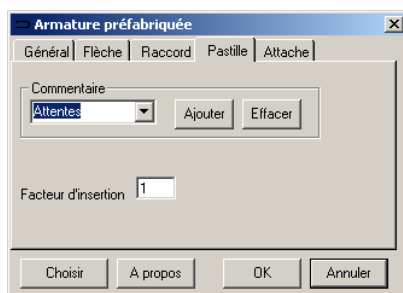 Armature préfabriquée
Général Flèche Raccord Pastille Attache
Commentaire
Attentes Ajouter Effacer
Facteur d'insertion 1
Choisir A propos OK Annuler